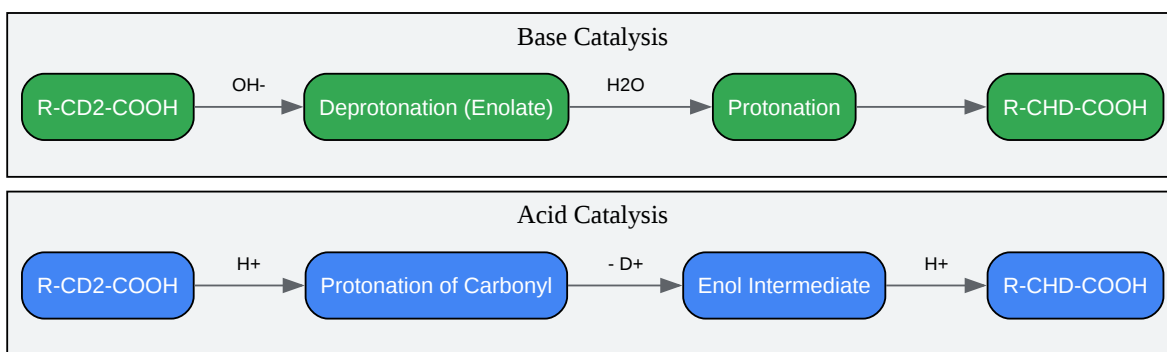 Base Catalysis
OH-
H2O
R-CD2-COOH
Deprotonation (Enolate)
Protonation
R-CHD-COOH
Acid Catalysis
H+
- D+
H+
R-CD2-COOH
Protonation of Carbonyl
Enol Intermediate
R-CHD-COOH